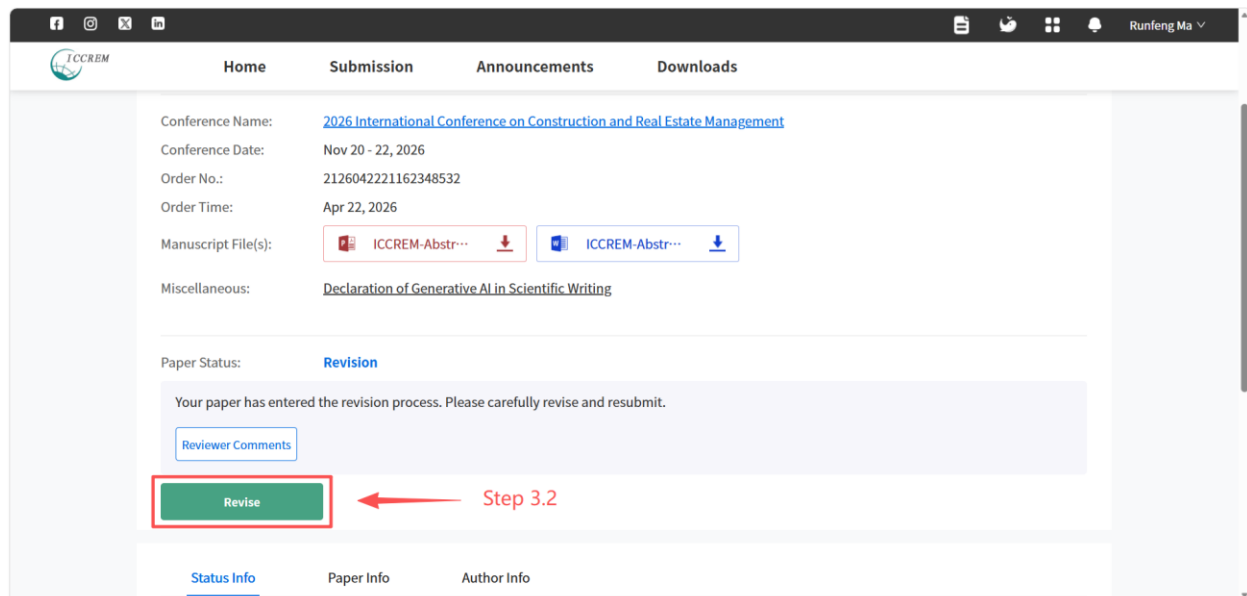 Runfeng Ma
ICCREM
Home Submission Announcements Downloads
Conference Name: 2026 International Conference on Construction and Real Estate Management
Conference Date: Nov 20 - 22, 2026
Order No.: 2126042221162348532
Order Time: Apr 22, 2026
Manuscript File(s): ICCREM-Abstr··· ICCREM-Abstr···
Miscellaneous: Declaration of Generative AI in Scientific Writing
Paper Status: Revision
Your paper has entered the revision process. Please carefully revise and resubmit.
Reviewer Comments
Revise Step 3.2
Status Info Paper Info Author Info